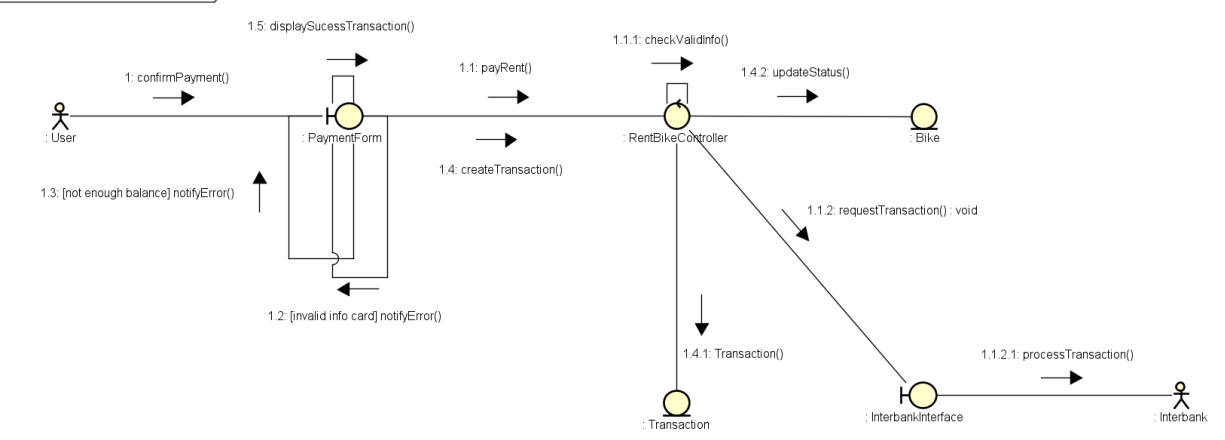 1.5: displaySucessTransaction()
1.1.1: checkValidInfo()
1: confirmPayment()
1.1: payRent()
1.4.2: updateStatus()
: User
: PaymentForm
: RentBikeController
: Bike
1.4: createTransaction()
1.3: [not enough balance] notifyError()
1.1.2: requestTransaction() : void
1.2: [invalid info card] notifyError()
1.4.1: Transaction()
1.1.2.1: processTransaction()
: Transaction
: InterbankInterface
: Interbank